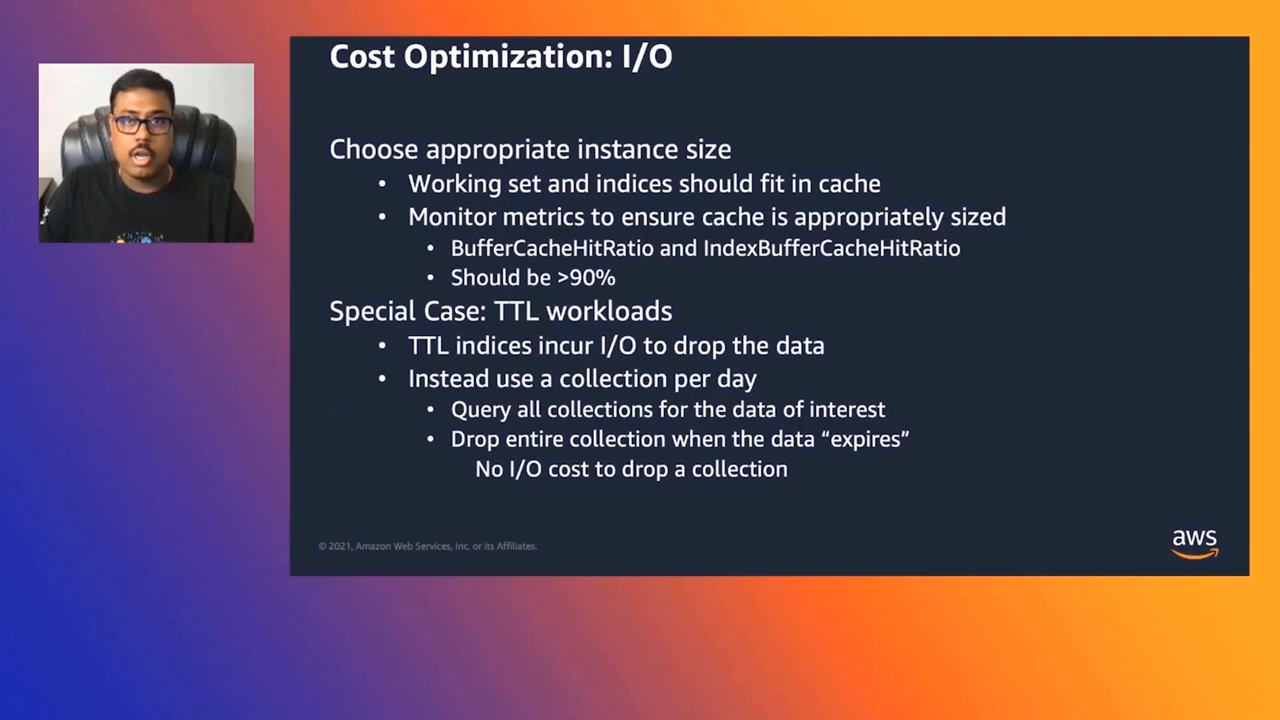 Cost Optimization: I/O
Choose appropriate instance size
• Working set and indices should fit in cache
• Monitor metrics to ensure cache is appropriately sized
• BufferCacheHitRatio and IndexBufferCacheHitRatio
• Should be >90%
Special Case: TTL workloads
• TTL indices incur I/O to drop the data
• Instead use a collection per day
• Query all collections for the data of interest
• Drop entire collection when the data “expires”
No I/O cost to drop a collection
© 2021, Amazon Web Services, Inc. or its Affiliates.
aws